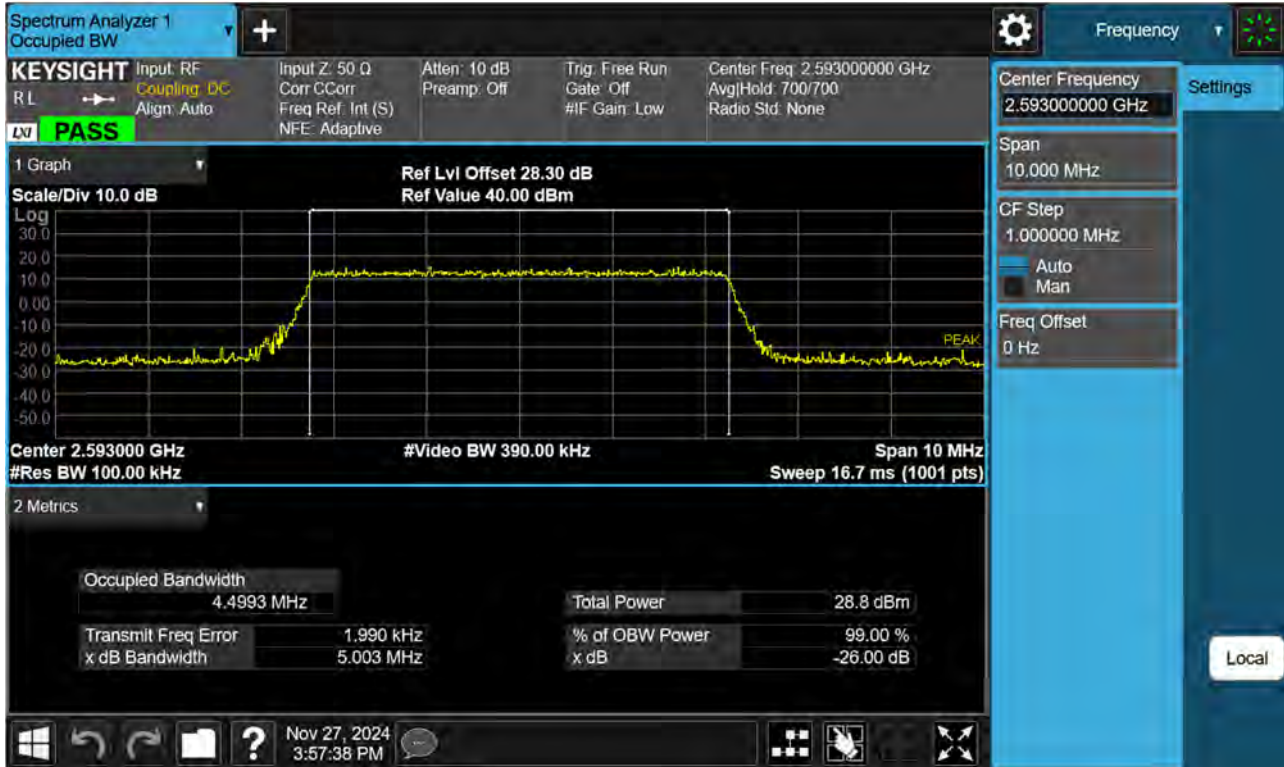 Spectrum Analyzer 1
Occupied BW
Frequency
KEYSIGHT
RL
LXI
PASS
Input: RF
Coupling: DC
Align: Auto
Input Z: 50 Ω
Corr CCorr
Freq Ref: Int (S)
NFE: Adaptive
Atten: 10 dB
Preamp: Off
Trig: Free Run
Gate: Off
#IF Gain: Low
Center Freq: 2.593000000 GHz
Avg|Hold: 700/700
Radio Std: None
Center Frequency
2.593000000 GHz
Settings
Span
10.000 MHz
CF Step
1.000000 MHz
Auto
Man
Freq Offset
0 Hz
Local
1 Graph
Scale/Div 10.0 dB
Ref Lvl Offset 28.30 dB
Ref Value 40.00 dBm
Log
30.0
20.0
10.0
0.00
-10.0
-20.0
-30.0
-40.0
-50.0
PEAK
Center 2.593000 GHz
#Video BW 390.00 kHz
Span 10 MHz
#Res BW 100.00 kHz
Sweep 16.7 ms (1001 pts)
2 Metrics
Occupied Bandwidth
4.4993 MHz
Total Power 28.8 dBm
Transmit Freq Error 1.990 kHz
% of OBW Power 99.00 %
x dB Bandwidth 5.003 MHz
x dB -26.00 dB
?
Nov 27, 2024
3:57:38 PM